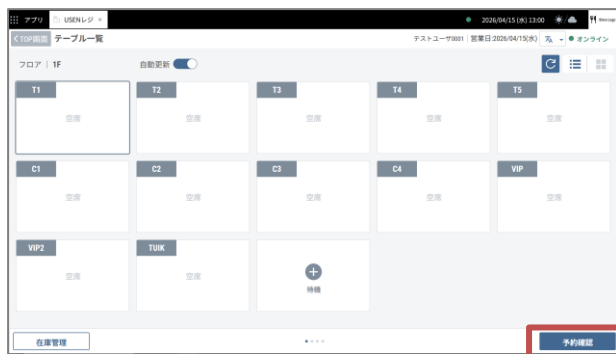 アプリ USENレジ × 2026/04/15 (水) 13:00
<TOP画面 テーブル一覧 テストユーザ0001 営業日:2026/04/15(水) オンライン
フロア | 1F 自動更新
T1 T2 T3 T4 T5
空席 空席 空席 空席 空席
C1 C2 C3 C4 VIP
空席 空席 空席 空席 空席
VIP2 TUIK
空席 空席 待機
在庫管理 予約確認